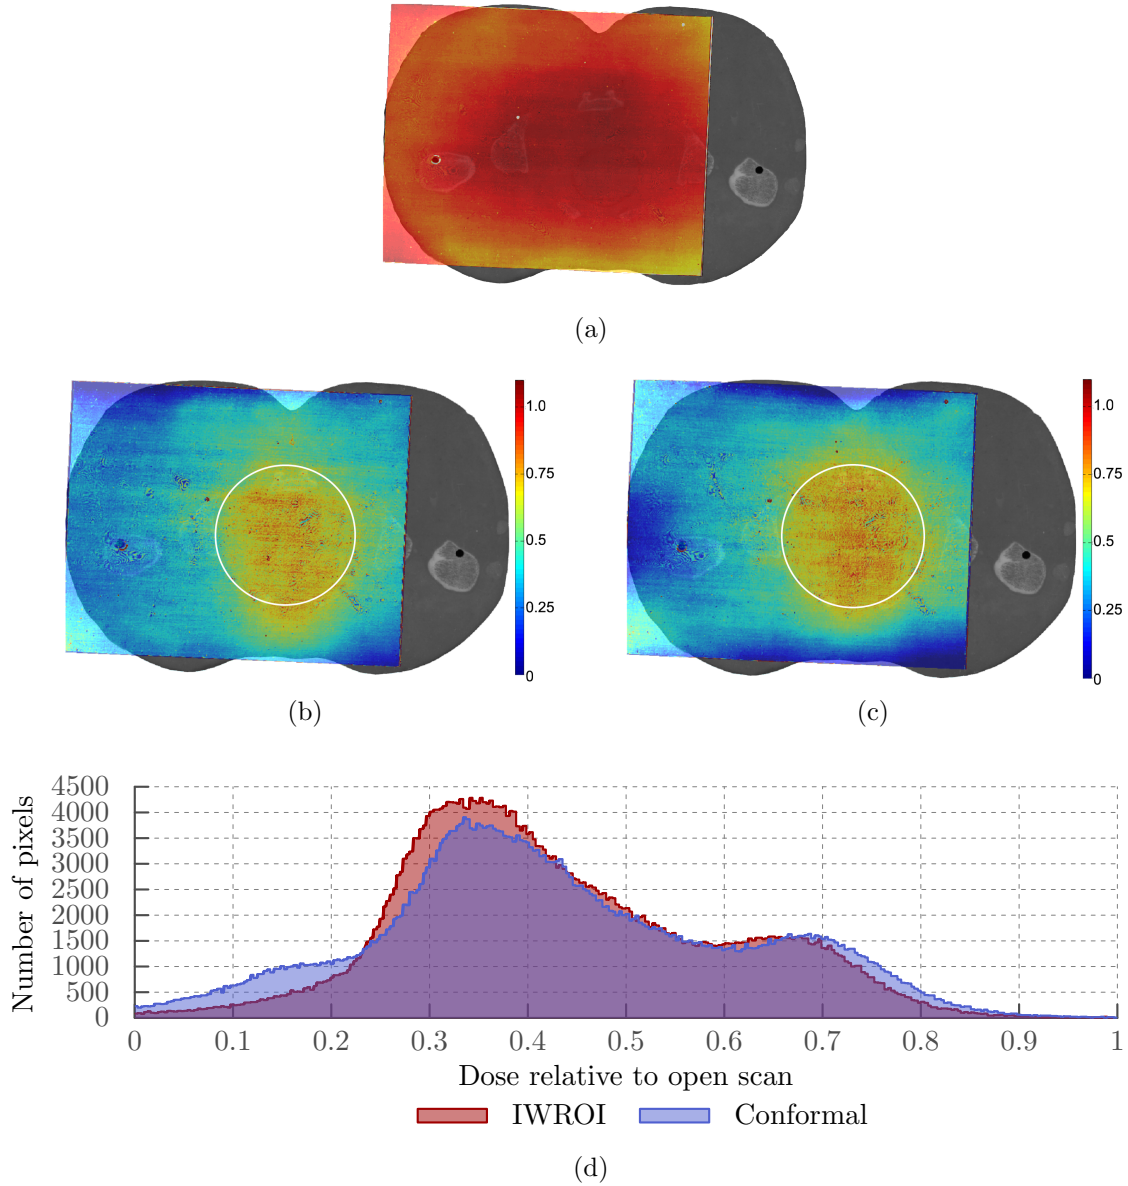 (a)
1.0
0.75
0.5
0.25
0
1.0
0.75
0.5
0.25
0
(b)
(c)
Number of pixels
4500
4000
3500
3000
2500
2000
1500
1000
500
0
0 0.1 0.2 0.3 0.4 0.5 0.6 0.7 0.8 0.9 1
Dose relative to open scan
IWROI Conformal
(d)